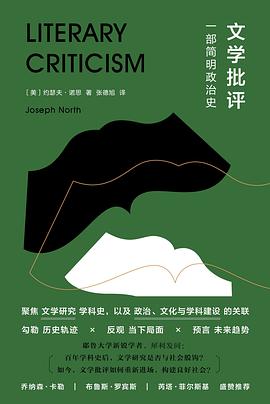 LITERARY
CRITICISM
文学批评
一部简明政治史
[美] 约瑟夫·诺思 著 张德旭 译
Joseph North
聚焦 文学研究 学科史，以及 政治、文化与学科建设 的关联
勾勒 历史轨迹 × 反观 当下局面 × 预言 未来趋势
耶鲁大学新锐学者，犀利发问：
百年学科史后，文学研究是否与社会脱钩？
如今，文学批评如何重新进场，构建良好社会？
乔纳森·卡勒 | 布鲁斯·罗宾斯 | 芮塔·菲尔斯基 盛赞推荐